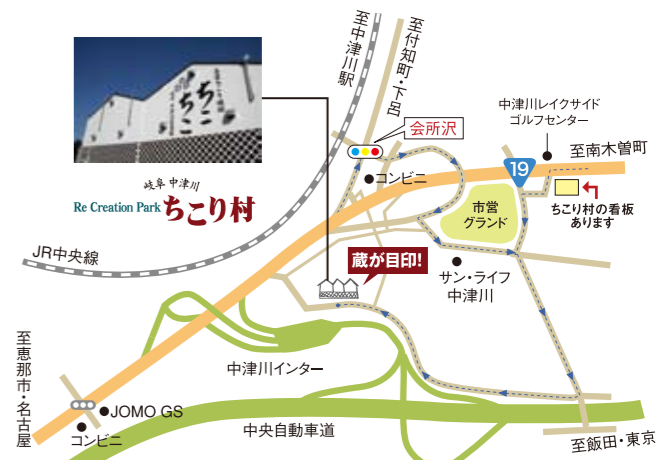 至中津川駅
至付知町・下呂
会所沢
中津川レイクサイド
ゴルフセンター
至南木曽町
19
コンビニ
ちこり村の看板
あります
市営
グランド
ちこり
ちこ
岐阜 中津川
Re Creation Park ちこり村
JR中央線
蔵が目印!
サン・ライフ
中津川
中津川インター
至恵那市・名古屋
JOMO GS
コンビニ
中央自動車道
至飯田・東京